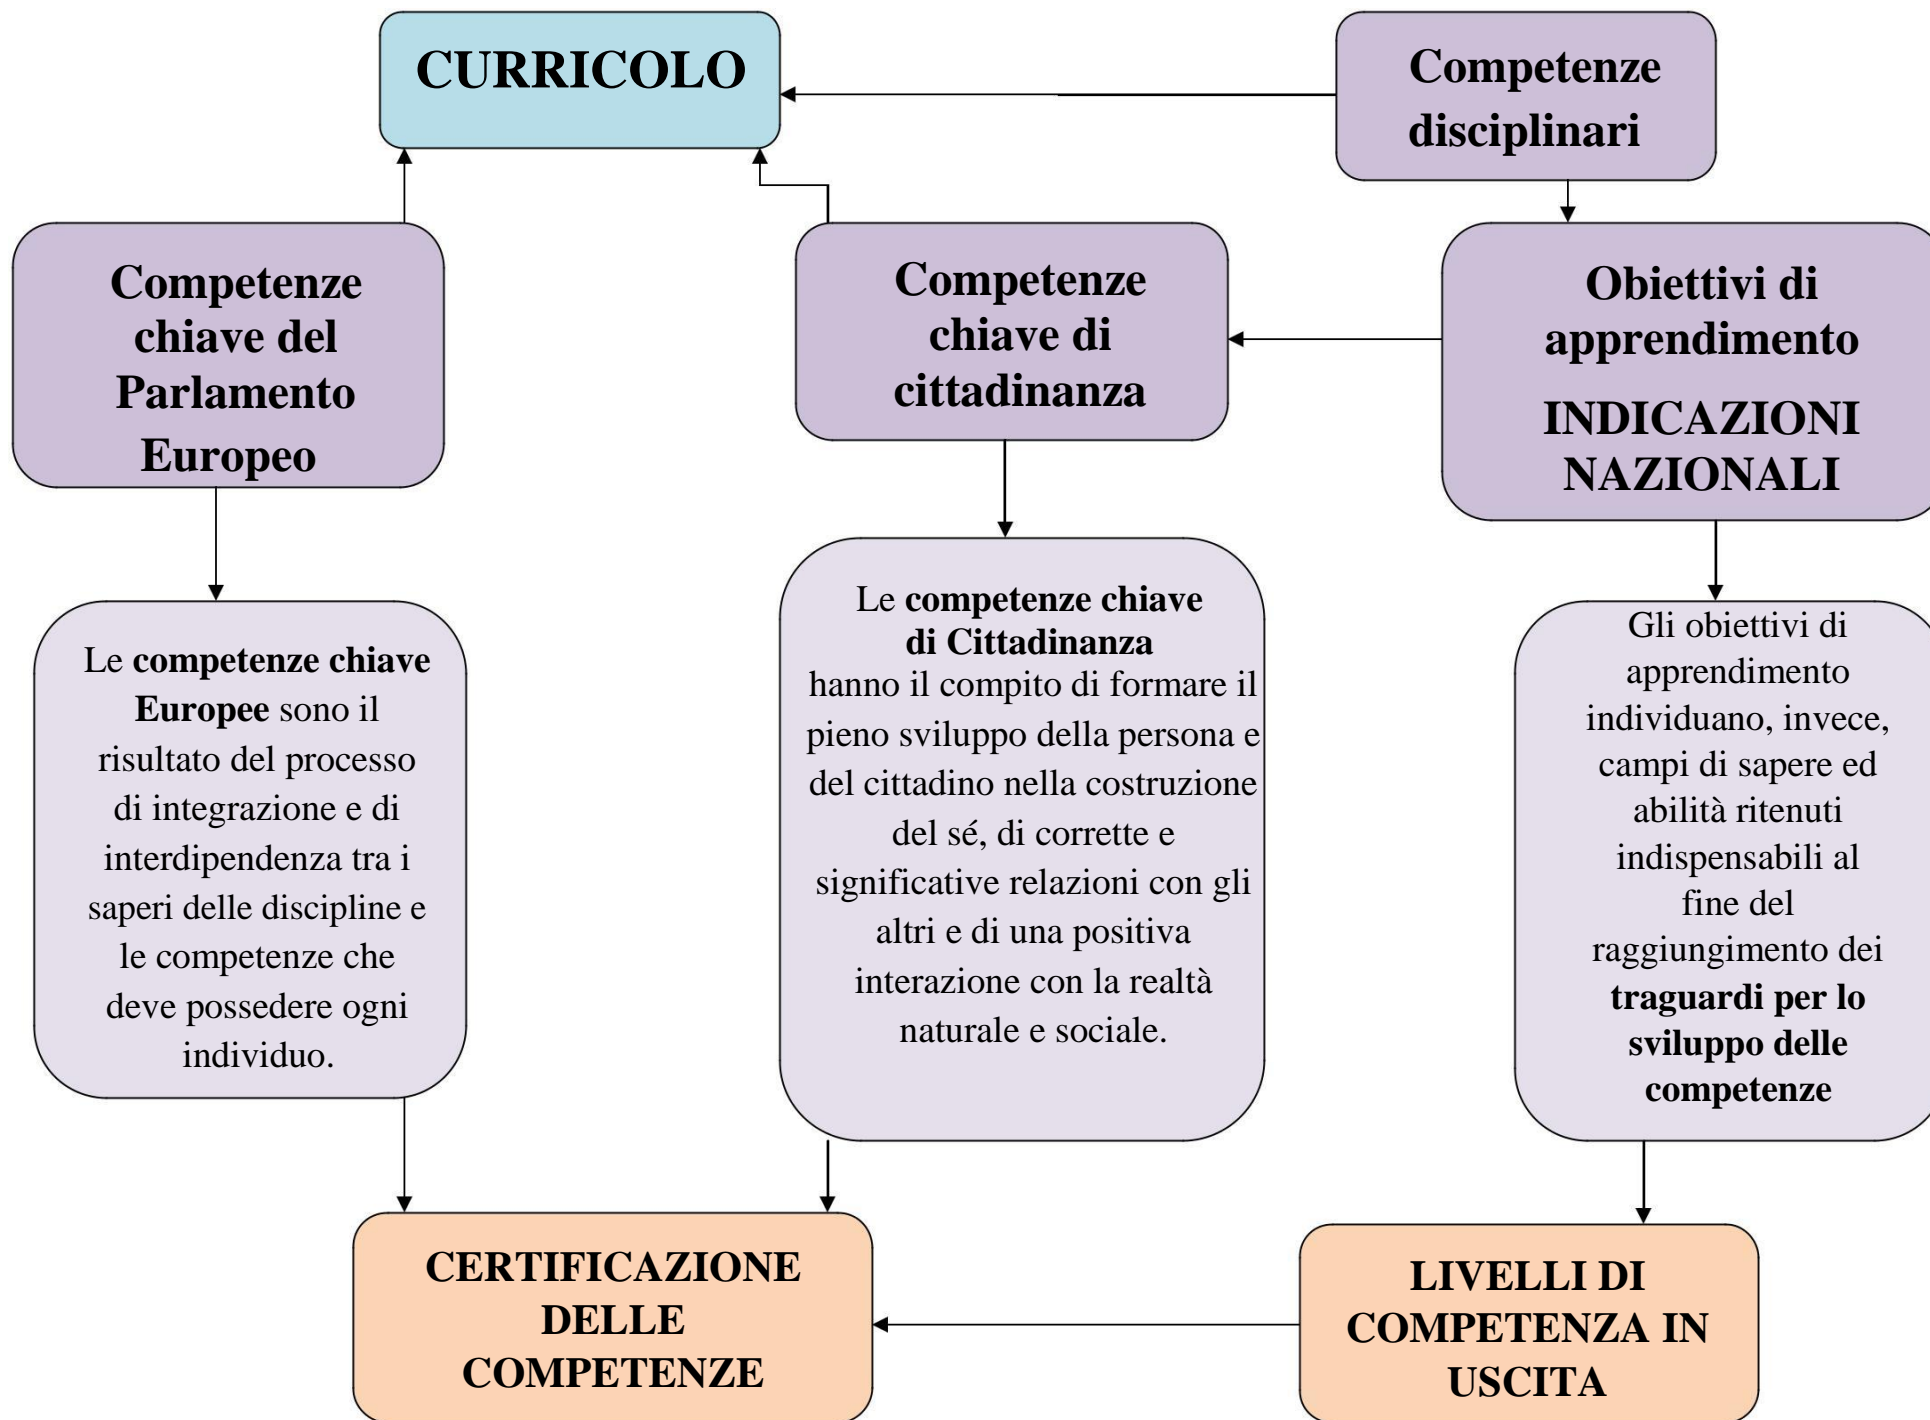 CURRICOLO
Competenze
disciplinari
Competenze
chiave del
Parlamento
Europeo
Competenze
chiave di
cittadinanza
Obiettivi di
apprendimento
INDICAZIONI
NAZIONALI
Le competenze chiave
Europee sono il
risultato del processo
di integrazione e di
interdipendenza tra i
saperi delle discipline e
le competenze che
deve possedere ogni
individuo.
Le competenze chiave
di Cittadinanza
hanno il compito di formare il
pieno sviluppo della persona e
del cittadino nella costruzione
del sé, di corrette e
significative relazioni con gli
altri e di una positiva
interazione con la realtà
naturale e sociale.
Gli obiettivi di
apprendimento
individuano, invece,
campi di sapere ed
abilità ritenuti
indispensabili al
fine del
raggiungimento dei
traguardi per lo
sviluppo delle
competenze
CERTIFICAZIONE
DELLE
COMPETENZE
LIVELLI DI
COMPETENZA IN
USCITA